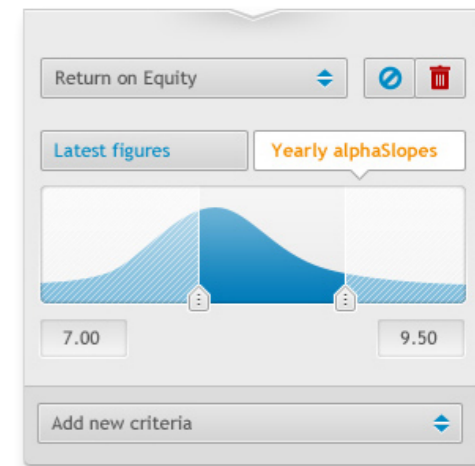 Return on Equity
Latest figures
Yearly alphaSlopes
7.00
9.50
Add new criteria